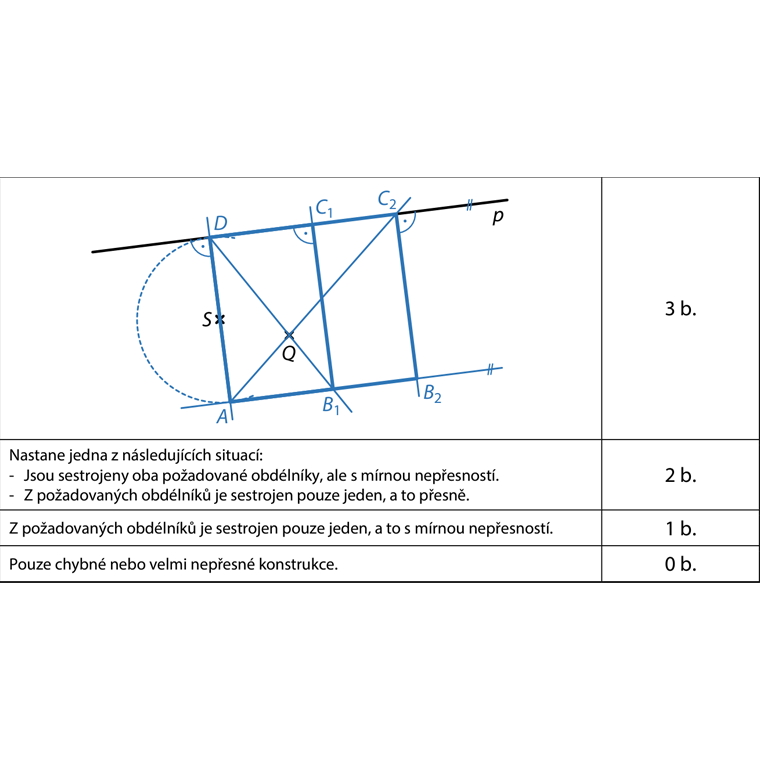 D
C1
C2
p
S
Q
A
B1
B2
3 b.
Nastane jedna z následujících situací:
- Jsou sestrojeny oba požadované obdélníky, ale s mírnou nepřesností.
- Z požadovaných obdélníků je sestrojen pouze jeden, a to přesně.
2 b.
Z požadovaných obdélníků je sestrojen pouze jeden, a to s mírnou nepřesností.
1 b.
Pouze chybné nebo velmi nepřesné konstrukce.
0 b.